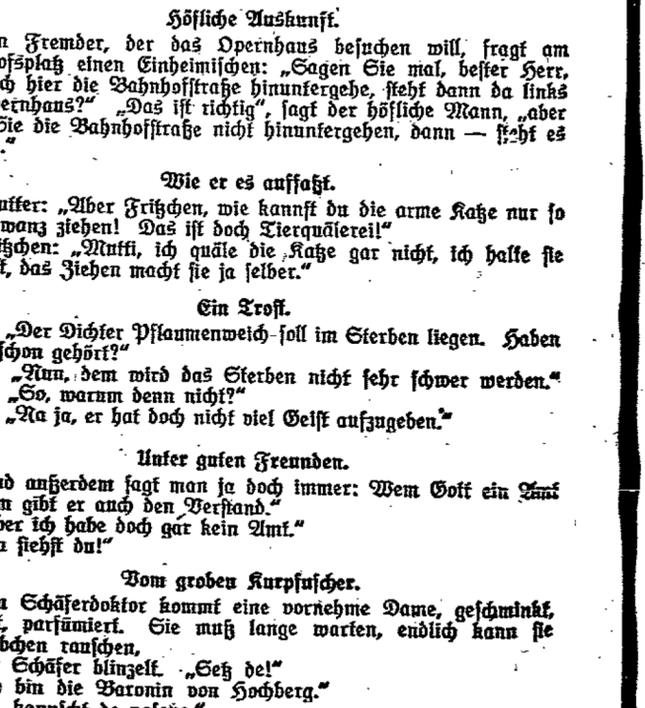 Höfliche Auskunft.
n Fremder, der das Opernhaus besuchen will, fragt am
ofsplatz einen Einheimischen: „Sagen Sie mal, bester Herr,
ch hier die Bahnhofstraße hinuntergehe, steht dann da links
ernhaus?“ „Das ist richtig“, sagt der höfliche Mann, „aber
Sie die Bahnhofstraße nicht hinuntergehen, dann — steht es
.“
Wie er es auffaßt.
utter: „Aber Fritzchen, wie kannst du die arme Katze nur so
wanz ziehen! Das ist doch Tierquälerei!“
itzchen: „Mutti, ich quäle die Katze gar nicht, ich halte sie
t, das Ziehen macht sie ja selber.“
Ein Trost.
„Der Dichter Pflaumenweich soll im Sterben liegen. Haben
schon gehört?“
„Nun, dem wird das Sterben nicht sehr schwer werden.“
„So, warum denn nicht?“
„Na ja, er hat doch nicht viel Geist aufzugeben.“
Unter guten Freunden.
nd außerdem sagt man ja doch immer: Wem Gott ein Amt
n gibt er auch den Verstand.“
ber ich habe doch gar kein Amt.“
a siehst du!“
Vom groben Kurpfuscher.
n Schäferdoktor kommt eine vornehme Dame, geschminkt,
t, parfümiert. Sie muß lange warten, endlich kann sie
bchen rauschen,
Schäfer blinzelt. „Setz de!“
bin die Baronin von Hochberg.“